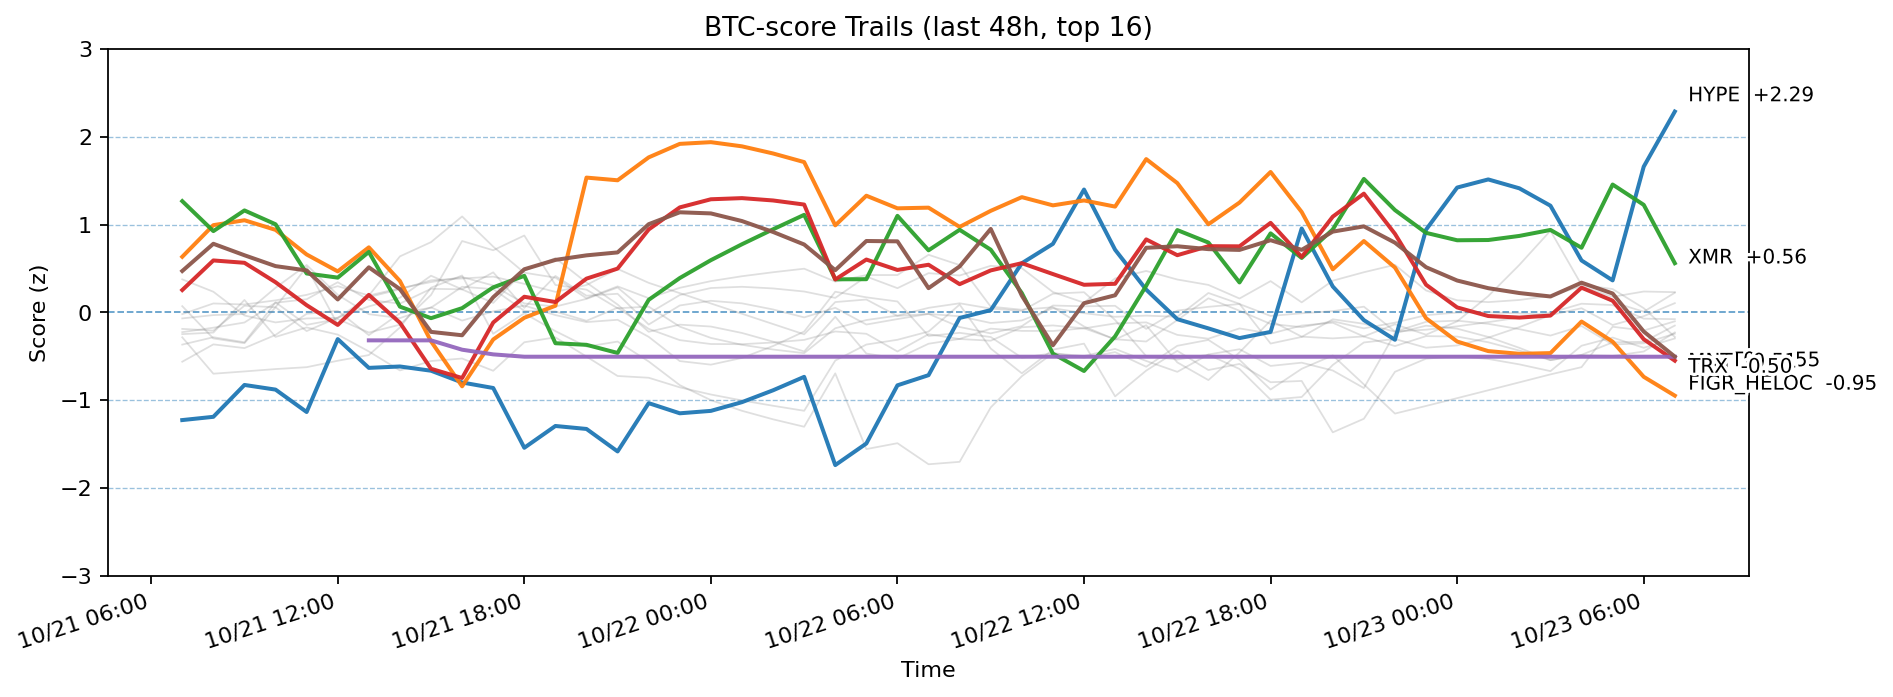 BTC-score Trails (last 48h, top 16)
3
2
1
0
−1
−2
−3
Score (z)
HYPE +2.29
XMR +0.56
TRX -0.50
FIGR_HELOC -0.95
10/21 06:00
10/21 12:00
10/21 18:00
10/22 00:00
10/22 06:00
10/22 12:00
10/22 18:00
10/23 00:00
10/23 06:00
Time